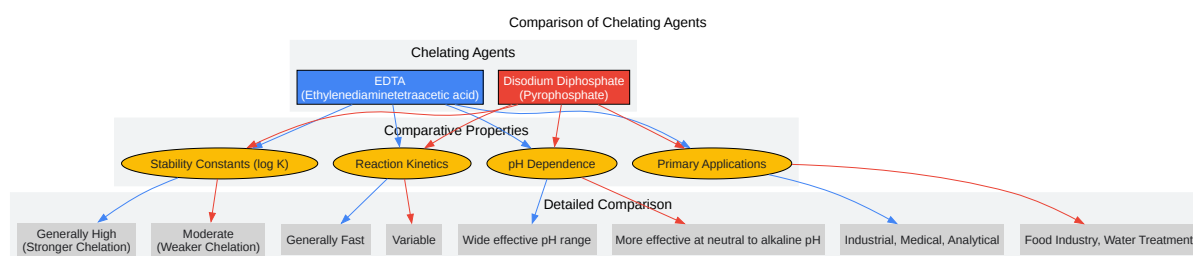 Comparison of Chelating Agents
Chelating Agents
EDTA
(Ethylenediaminetetraacetic acid)
Disodium Diphosphate
(Pyrophosphate)
Comparative Properties
Stability Constants (log K)
Reaction Kinetics
pH Dependence
Primary Applications
Detailed Comparison
Generally High
(Stronger Chelation)
Moderate
(Weaker Chelation)
Generally Fast
Variable
Wide effective pH range
More effective at neutral to alkaline pH
Industrial, Medical, Analytical
Food Industry, Water Treatment